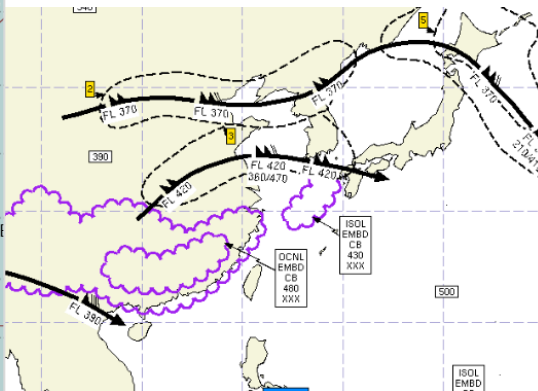 340
5
2
FL 370
FL 370
FL 370
FL 370
3
390
FL 420
360/470
FL 420
FL 420
210/41
ISOL
EMBD
CB
430
XXX
OCNL
EMBD
CB
480
XXX
500
FL 390
ISOL
EMBD